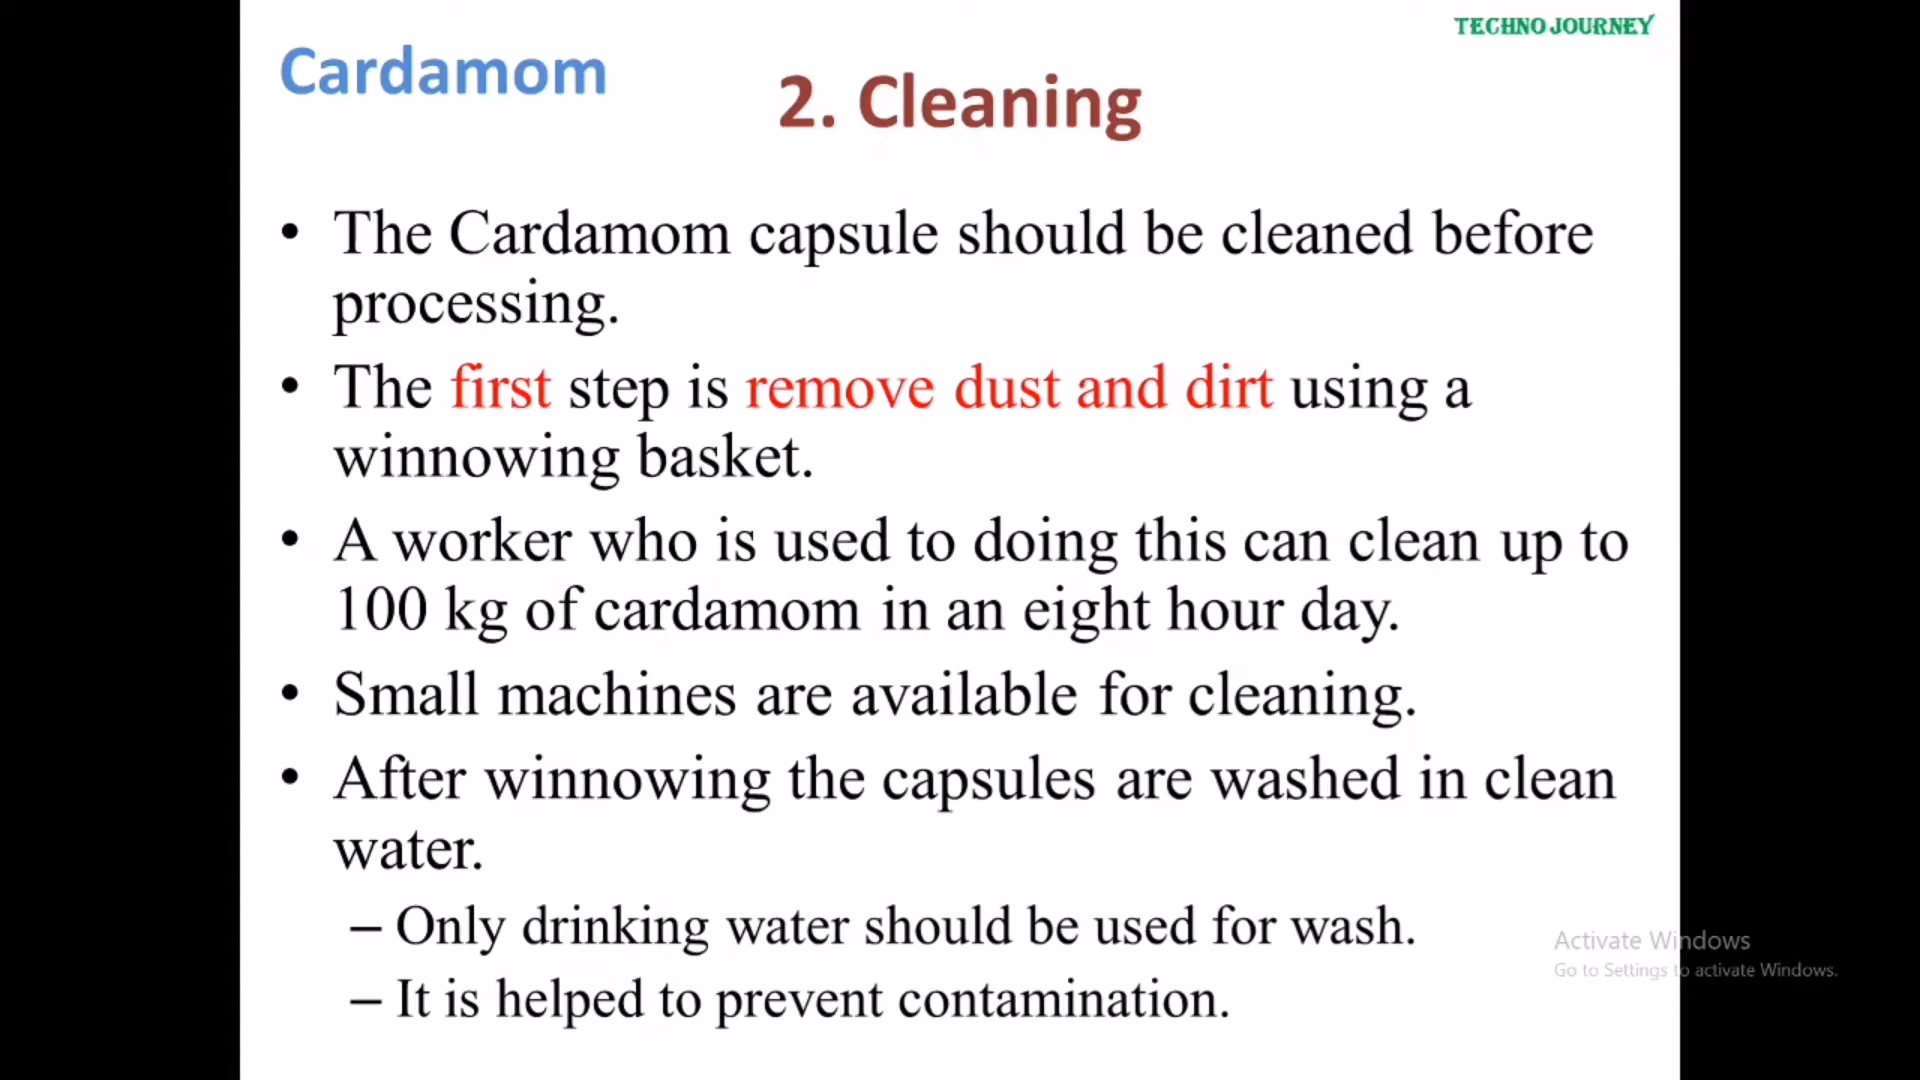 TECHNO JOURNEY
Cardamom
2. Cleaning
• The Cardamom capsule should be cleaned before
processing.
• The first step is remove dust and dirt using a
winnowing basket.
• A worker who is used to doing this can clean up to
100 kg of cardamom in an eight hour day.
• Small machines are available for cleaning.
• After winnowing the capsules are washed in clean
water.
– Only drinking water should be used for wash.
– It is helped to prevent contamination.
Activate Windows
Go to Settings to activate Windows.